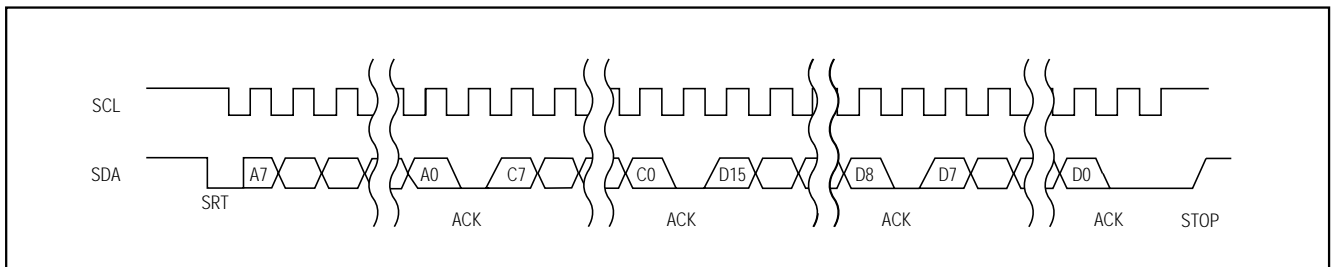 SCL
SDA
A7 A0 C7 C0 D15 D8 D7 D0
SRT
ACK ACK ACK ACK STOP